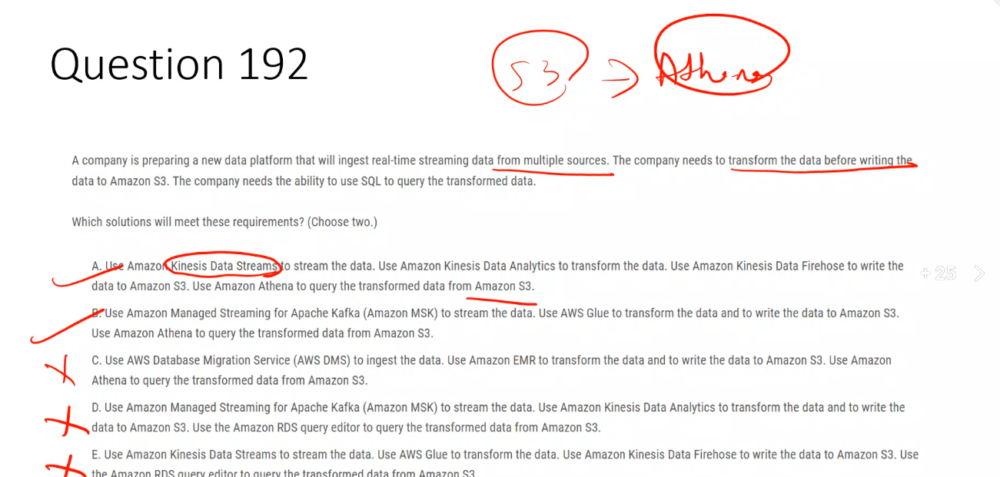 Question 192
S3 => Athena
A company is preparing a new data platform that will ingest real-time streaming data from multiple sources. The company needs to transform the data before writing the
data to Amazon S3. The company needs the ability to use SQL to query the transformed data.
Which solutions will meet these requirements? (Choose two.)
A. Use Amazon Kinesis Data Streams to stream the data. Use Amazon Kinesis Data Analytics to transform the data. Use Amazon Kinesis Data Firehose to write the
data to Amazon S3. Use Amazon Athena to query the transformed data from Amazon S3.
+ 25
B. Use Amazon Managed Streaming for Apache Kafka (Amazon MSK) to stream the data. Use AWS Glue to transform the data and to write the data to Amazon S3.
Use Amazon Athena to query the transformed data from Amazon S3.
C. Use AWS Database Migration Service (AWS DMS) to ingest the data. Use Amazon EMR to transform the data and to write the data to Amazon S3. Use Amazon
Athena to query the transformed data from Amazon S3.
D. Use Amazon Managed Streaming for Apache Kafka (Amazon MSK) to stream the data. Use Amazon Kinesis Data Analytics to transform the data and to write the
data to Amazon S3. Use the Amazon RDS query editor to query the transformed data from Amazon S3.
E. Use Amazon Kinesis Data Streams to stream the data. Use AWS Glue to transform the data. Use Amazon Kinesis Data Firehose to write the data to Amazon S3. Use
the Amazon RDS query editor to query the transformed data from Amazon S3